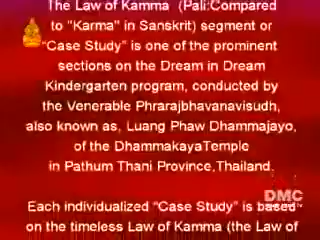 The Law of Kamma (Pali:Compared
to "Karma" in Sanskrit) segment or
"Case Study" is one of the prominent
sections on the Dream in Dream
Kindergarten program, conducted by
the Venerable Phrarajbhavanavisudh,
also known as, Luang Phaw Dhammajayo,
of the DhammakayaTemple
in Pathum Thani Province,Thailand.
DMC
Each individualized "Case Study" is based
on the timeless Law of Kamma (the Law of